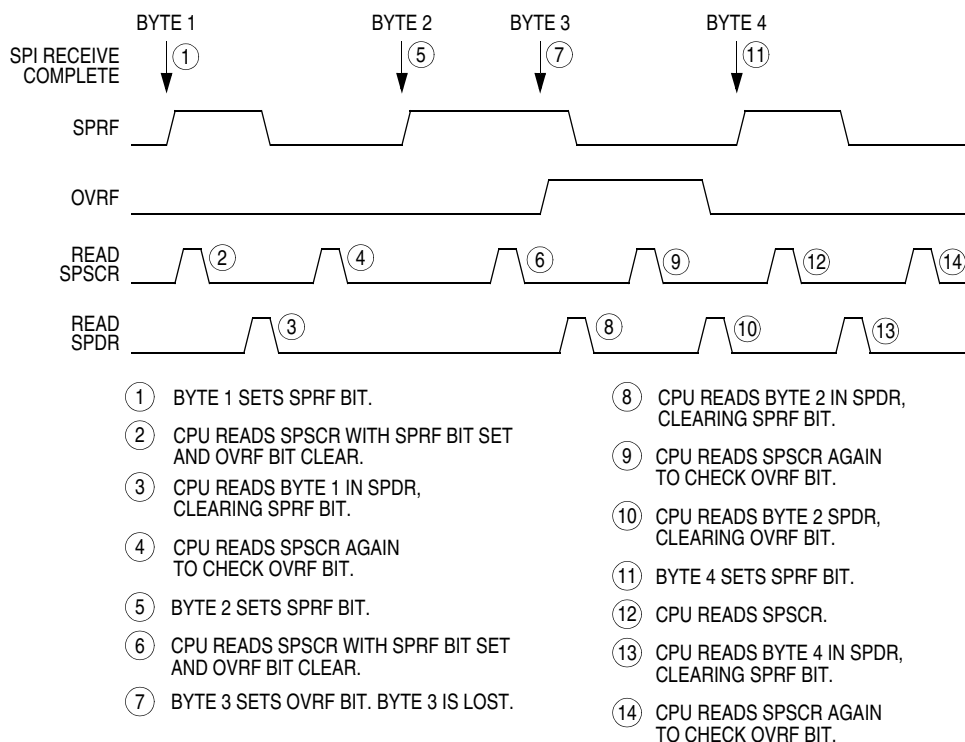 BYTE 1 BYTE 2 BYTE 3 BYTE 4
SPI RECEIVE
COMPLETE
1 5 7 11
SPRF
OVRF
READ
SPSCR
2 4 6 9 12 14
READ
SPDR
3 8 10 13
1 BYTE 1 SETS SPRF BIT.
2 CPU READS SPSCR WITH SPRF BIT SET
AND OVRF BIT CLEAR.
3 CPU READS BYTE 1 IN SPDR,
CLEARING SPRF BIT.
4 CPU READS SPSCR AGAIN
TO CHECK OVRF BIT.
5 BYTE 2 SETS SPRF BIT.
6 CPU READS SPSCR WITH SPRF BIT SET
AND OVRF BIT CLEAR.
7 BYTE 3 SETS OVRF BIT. BYTE 3 IS LOST.
8 CPU READS BYTE 2 IN SPDR,
CLEARING SPRF BIT.
9 CPU READS SPSCR AGAIN
TO CHECK OVRF BIT.
10 CPU READS BYTE 2 SPDR,
CLEARING OVRF BIT.
11 BYTE 4 SETS SPRF BIT.
12 CPU READS SPSCR.
13 CPU READS BYTE 4 IN SPDR,
CLEARING SPRF BIT.
14 CPU READS SPSCR AGAIN
TO CHECK OVRF BIT.